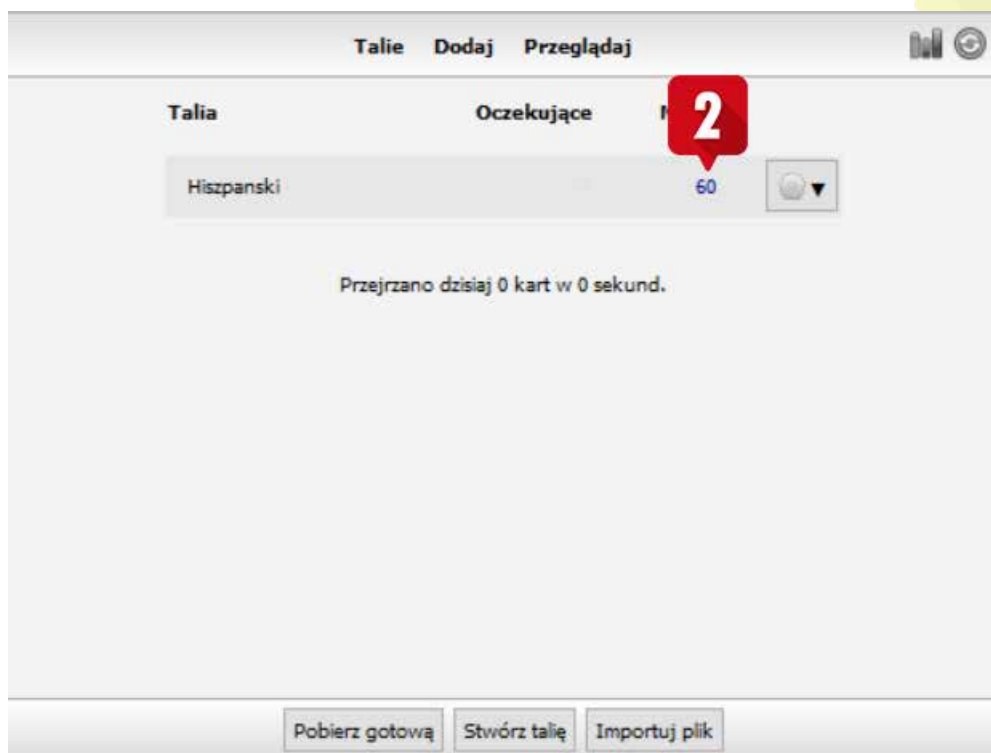 Talie Dodaj Przeglądaj
Talia Oczekujące
2
Hiszpanski 60
Przejrzano dzisiaj 0 kart w 0 sekund.
Pobierz gotową Stwórz talię Importuj plik